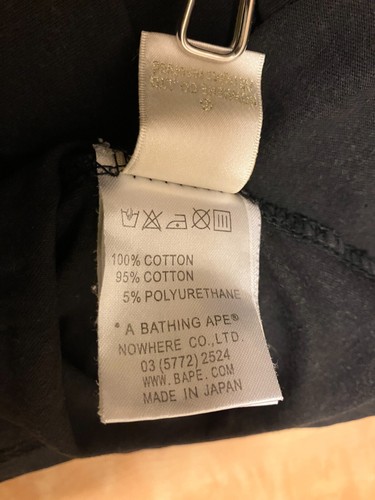 100% COTTON
95% COTTON
5% POLYURETHANE
* A BATHING APE®
NOWHERE CO.,LTD.
03 (5772) 2524
WWW. BAPE. COM
MADE IN JAPAN